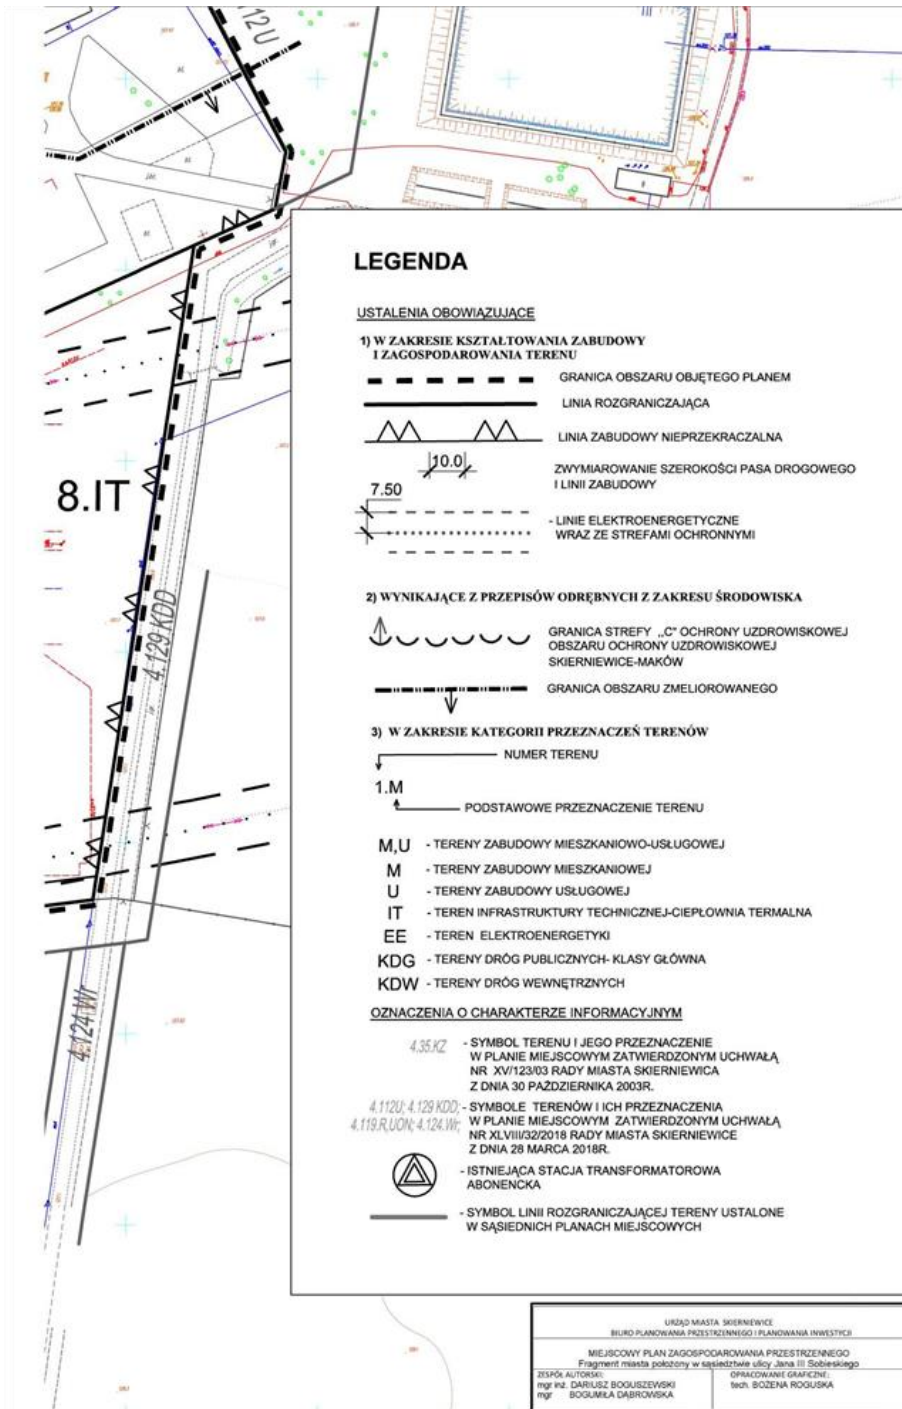 112 U
8.IT
4.129 KDD
4.124 Wr
LEGENDA
USTALENIA OBOWIĄZUJĄCE
1) W ZAKRESIE KSZTAŁTOWANIA ZABUDOWY
I ZAGOSPODAROWANIA TERENU
GRANICA OBSZARU OBJĘTEGO PLANEM
LINIA ROZGRANICZAJĄCA
LINIA ZABUDOWY NIEPRZEKRACZALNA
10.0
ZWYMIAROWANIE SZEROKOŚCI PASA DROGOWEGO
I LINII ZABUDOWY
7.50
- LINIE ELEKTROENERGETYCZNE
WRAZ ZE STREFAMI OCHRONNYMI
2) WYNIKAJĄCE Z PRZEPISÓW ODRĘBNYCH Z ZAKRESU ŚRODOWISKA
GRANICA STREFY ,,C" OCHRONY UZDROWISKOWEJ
OBSZARU OCHRONY UZDROWISKOWEJ
SKIERNIEWICE-MAKÓW
GRANICA OBSZARU ZMELIOROWANEGO
3) W ZAKRESIE KATEGORII PRZEZNACZEŃ TERENÓW
NUMER TERENU
1.M
PODSTAWOWE PRZEZNACZENIE TERENU
M,U - TERENY ZABUDOWY MIESZKANIOWO-USŁUGOWEJ
M - TERENY ZABUDOWY MIESZKANIOWEJ
U - TERENY ZABUDOWY USŁUGOWEJ
IT - TEREN INFRASTRUKTURY TECHNICZNEJ-CIEPŁOWNIA TERMALNA
EE - TEREN ELEKTROENERGETYKI
KDG - TERENY DRÓG PUBLICZNYCH- KLASY GŁÓWNA
KDW - TERENY DRÓG WEWNĘTRZNYCH
OZNACZENIA O CHARAKTERZE INFORMACYJNYM
4.35.KZ - SYMBOL TERENU I JEGO PRZEZNACZENIE
W PLANIE MIEJSCOWYM ZATWIERDZONYM UCHWAŁĄ
NR XV/123/03 RADY MIASTA SKIERNIEWICA
Z DNIA 30 PAŹDZIERNIKA 2003R.
4.112U; 4.129 KDD; - SYMBOLE TERENÓW I ICH PRZEZNACZENIA
4.119.R,UON; 4.124.Wr; W PLANIE MIEJSCOWYM ZATWIERDZONYM UCHWAŁĄ
NR XLVIII/32/2018 RADY MIASTA SKIERNIEWICE
Z DNIA 28 MARCA 2018R.
- ISTNIEJĄCA STACJA TRANSFORMATOROWA
ABONENCKA
- SYMBOL LINII ROZGRANICZAJĄCEJ TERENY USTALONE
W SĄSIEDNICH PLANACH MIEJSCOWYCH
URZĄD MIASTA SKIERNIEWICE
BIURO PLANOWANIA PRZESTRZENNEGO I PLANOWANIA INWESTYCJI
MIEJSCOWY PLAN ZAGOSPODAROWANIA PRZESTRZENNEGO
Fragment miasta położony w sąsiedztwie ulicy Jana III Sobieskiego
ZESPÓŁ AUTORSKI:
mgr inż. DARIUSZ BOGUSZEWSKI
mgr BOGUMIŁA DĄBROWSKA
OPRACOWANIE GRAFICZNE:
tech. BOŻENA ROGUSKA